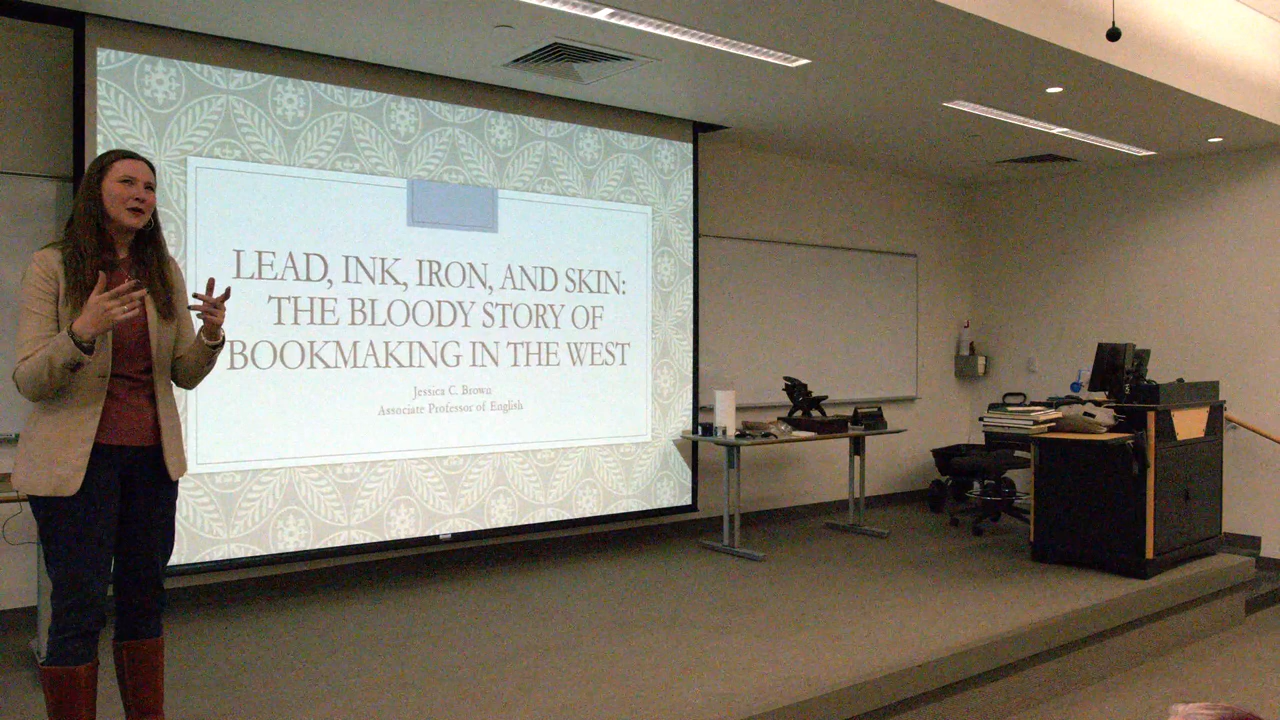 LEAD, INK, IRON, AND SKIN:
THE BLOODY STORY OF
BOOKMAKING IN THE WEST
Jessica C. Brown
Associate Professor of English